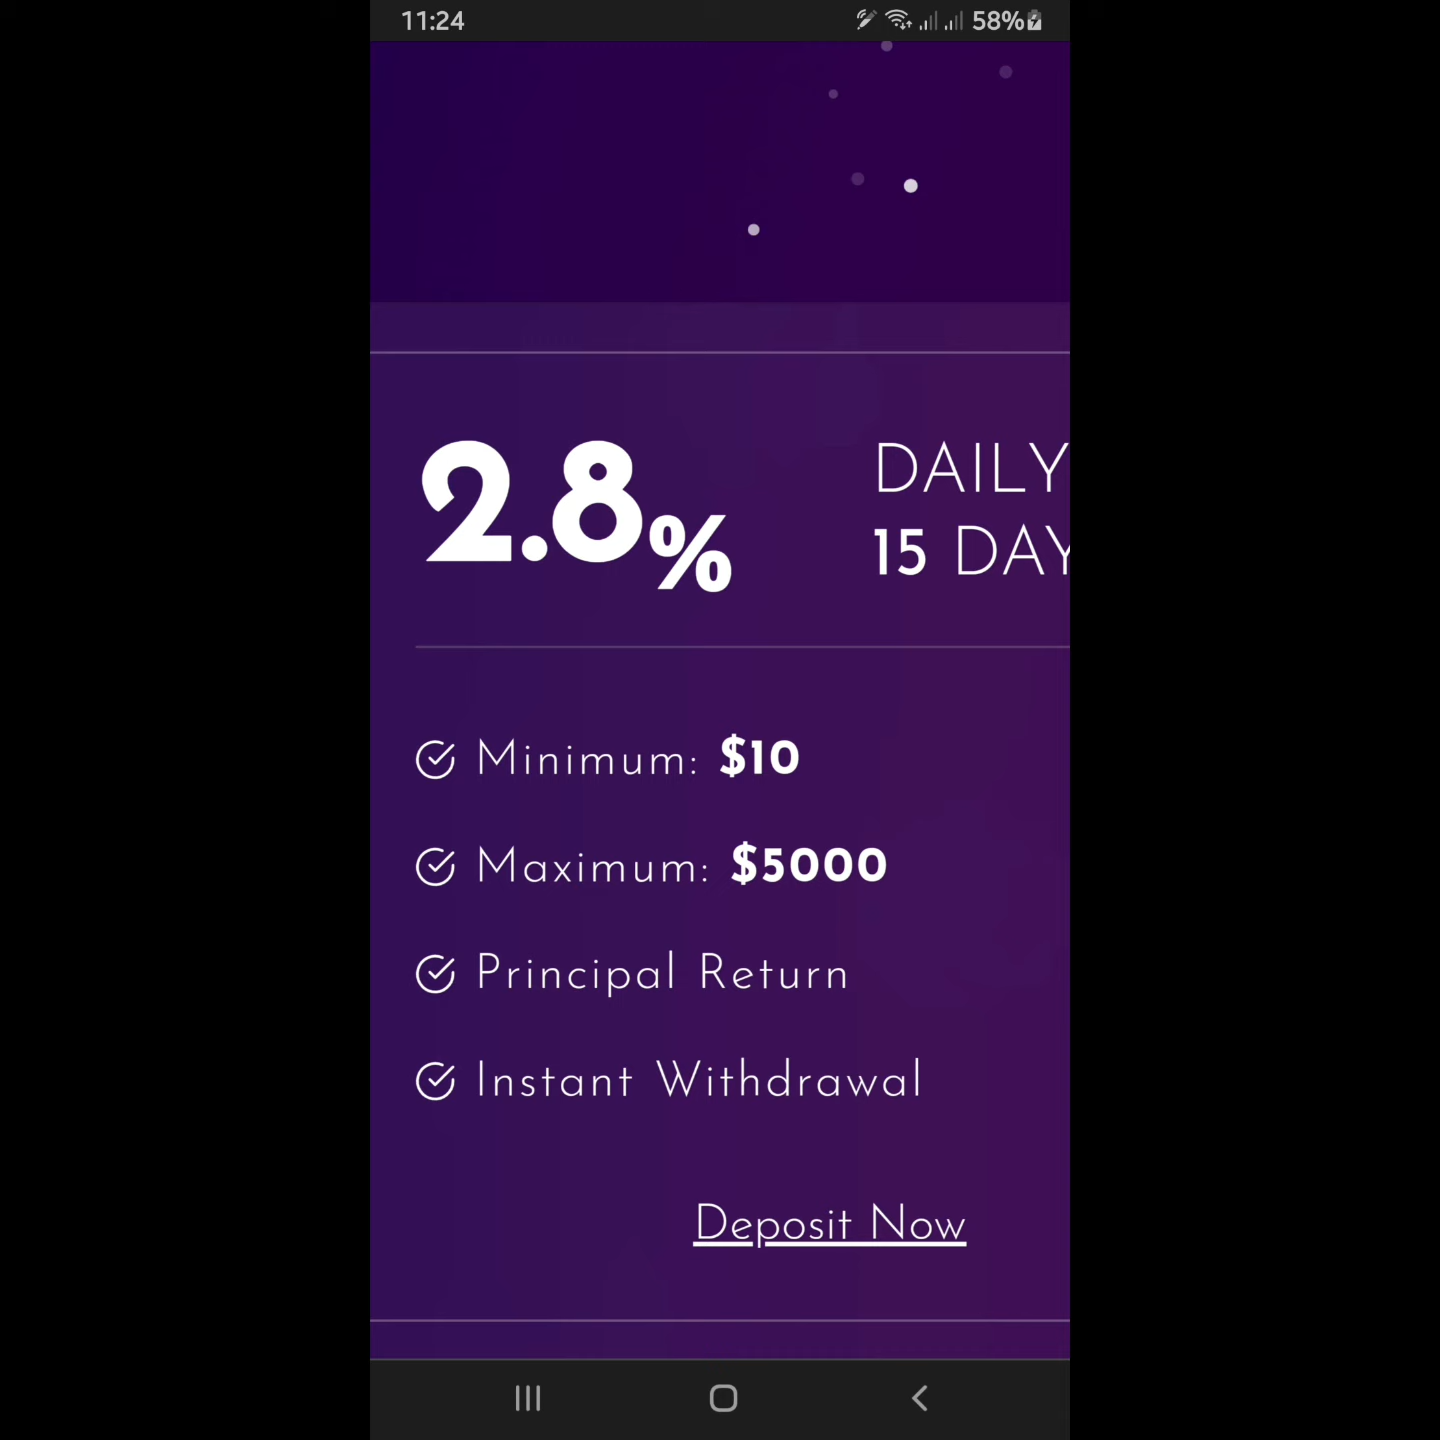 11:24
58%
2.8%
DAILY
15 DAY
Minimum: $10
Maximum: $5000
Principal Return
Instant Withdrawal
Deposit Now